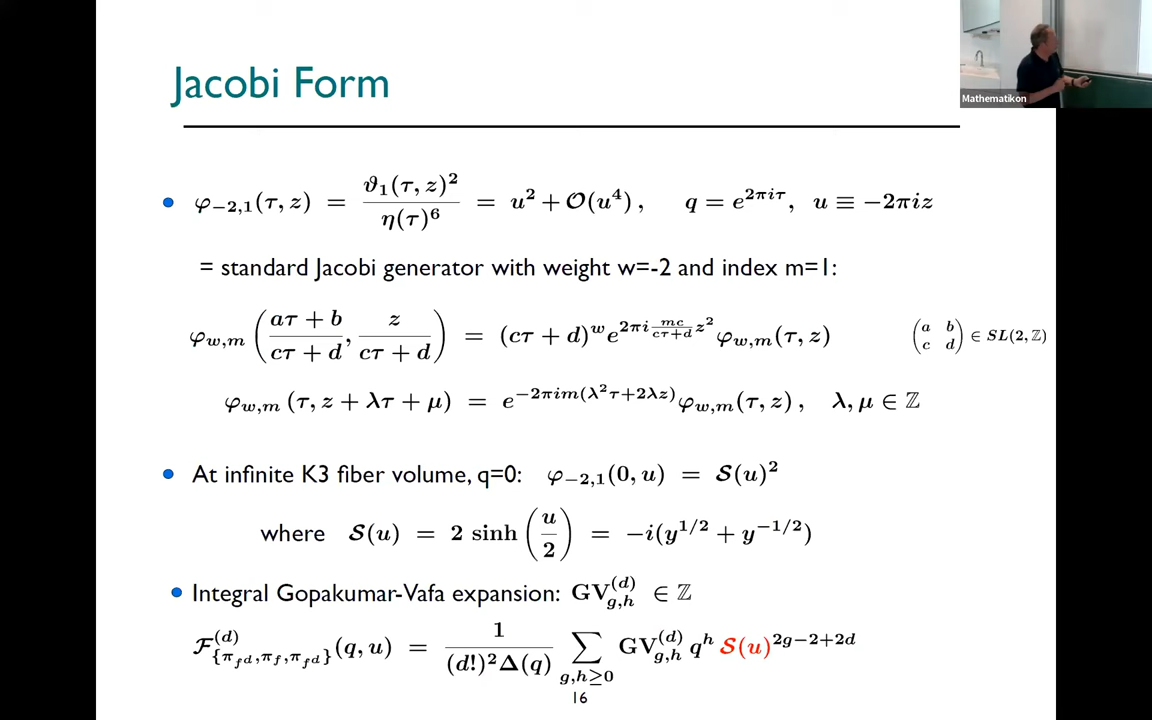 Mathematikon
Jacobi Form
• φ₋₂,₁(τ, z) = ϑ₁(τ, z)² / η(τ)⁶ = u² + 𝒪(u⁴) , q = e^{2πiτ}, u ≡ −2πiz
= standard Jacobi generator with weight w=-2 and index m=1:
φ_{w,m} ( (aτ + b)/(cτ + d), z/(cτ + d) ) = (cτ + d)^w e^{2πi (mc/(cτ+d)) z²} φ_{w,m}(τ, z) (a b; c d) ∈ SL(2, ℤ)
φ_{w,m} (τ, z + λτ + μ) = e^{−2πim(λ²τ+2λz)} φ_{w,m}(τ, z) , λ, μ ∈ ℤ
• At infinite K3 fiber volume, q=0: φ₋₂,₁(0, u) = 𝒮(u)²
where 𝒮(u) = 2 sinh (u/2) = −i(y^{1/2} + y^{−1/2})
• Integral Gopakumar-Vafa expansion: GV_{g,h}^{(d)} ∈ ℤ
ℱ^{(d)}_{{π_{fd},π_f,π_{fd}}}(q, u) = 1/((d!)²Δ(q)) ∑_{g,h≥0} GV_{g,h}^{(d)} q^h 𝒮(u)^{2g−2+2d}
16